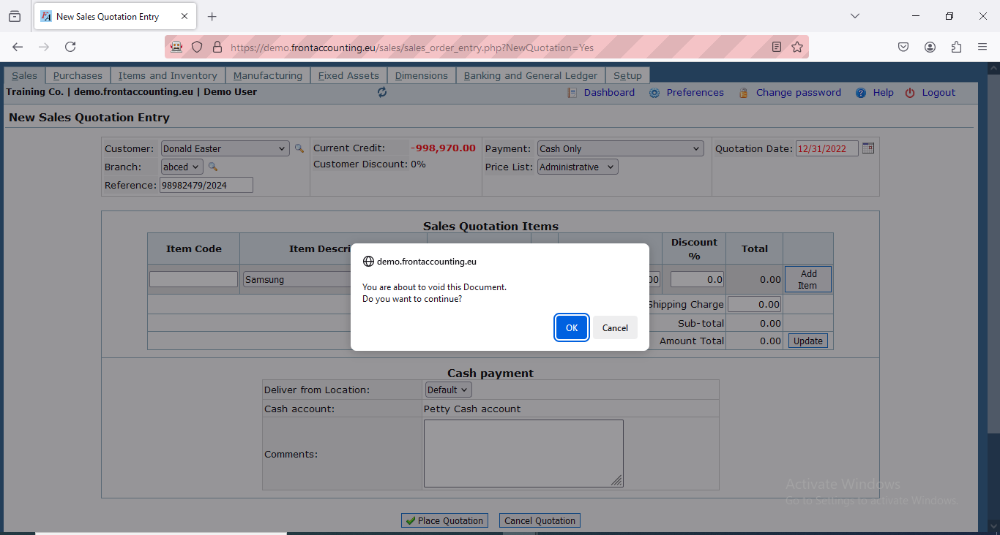 New Sales Quotation Entry
https://demo.frontaccounting.eu/sales/sales_order_entry.php?NewQuotation=Yes
Sales Purchases Items and Inventory Manufacturing Fixed Assets Dimensions Banking and General Ledger Setup
Training Co. | demo.frontaccounting.eu | Demo User Dashboard Preferences Change password Help Logout
New Sales Quotation Entry
Customer: Donald Easter Current Credit: -998,970.00 Payment: Cash Only Quotation Date: 12/31/2022
Branch: abced Customer Discount: 0% Price List: Administrative
Reference: 98982479/2024
Sales Quotation Items
Item Code Item Descri Discount % Total
Samsung 00 0.0 0.00 Add Item
Shipping Charge 0.00
Sub-total 0.00
Amount Total 0.00 Update
demo.frontaccounting.eu
You are about to void this Document.
Do you want to continue?
OK Cancel
Cash payment
Deliver from Location: Default
Cash account: Petty Cash account
Comments:
Activate Windows
Go to Settings to activate Windows.
Place Quotation Cancel Quotation